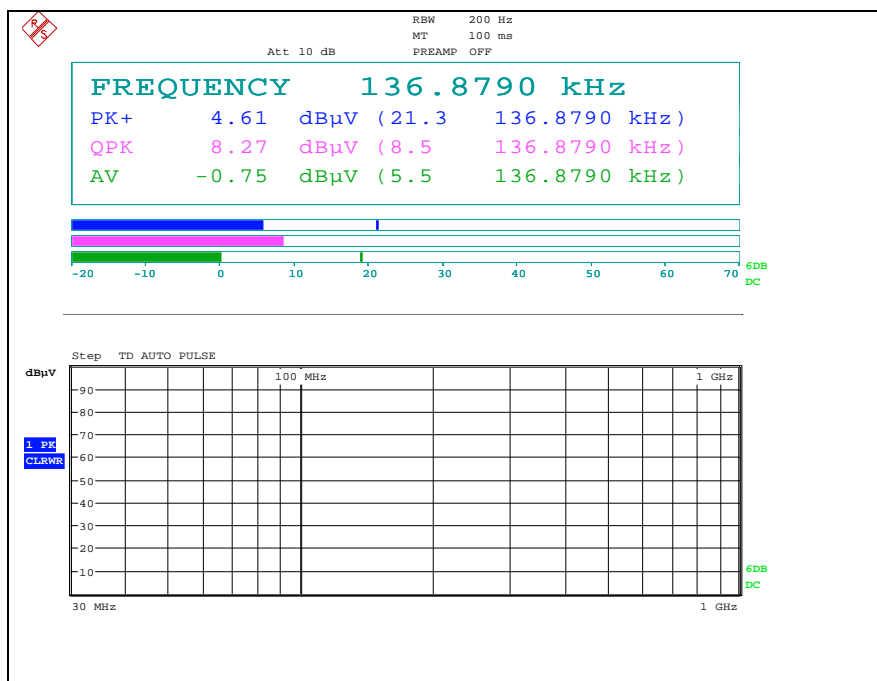 R S
RBW 200 Hz
MT 100 ms
Att 10 dB PREAMP OFF
FREQUENCY 136.8790 kHz
PK+ 4.61 dBµV (21.3 136.8790 kHz)
QPK 8.27 dBµV (8.5 136.8790 kHz)
AV -0.75 dBµV (5.5 136.8790 kHz)
-20 -10 0 10 20 30 40 50 60 70
6DB
DC
Step TD AUTO PULSE
dBµV
100 MHz 1 GHz
90
80
70
1 PK
CLRWR
60
50
40
30
20
10
6DB
DC
30 MHz 1 GHz